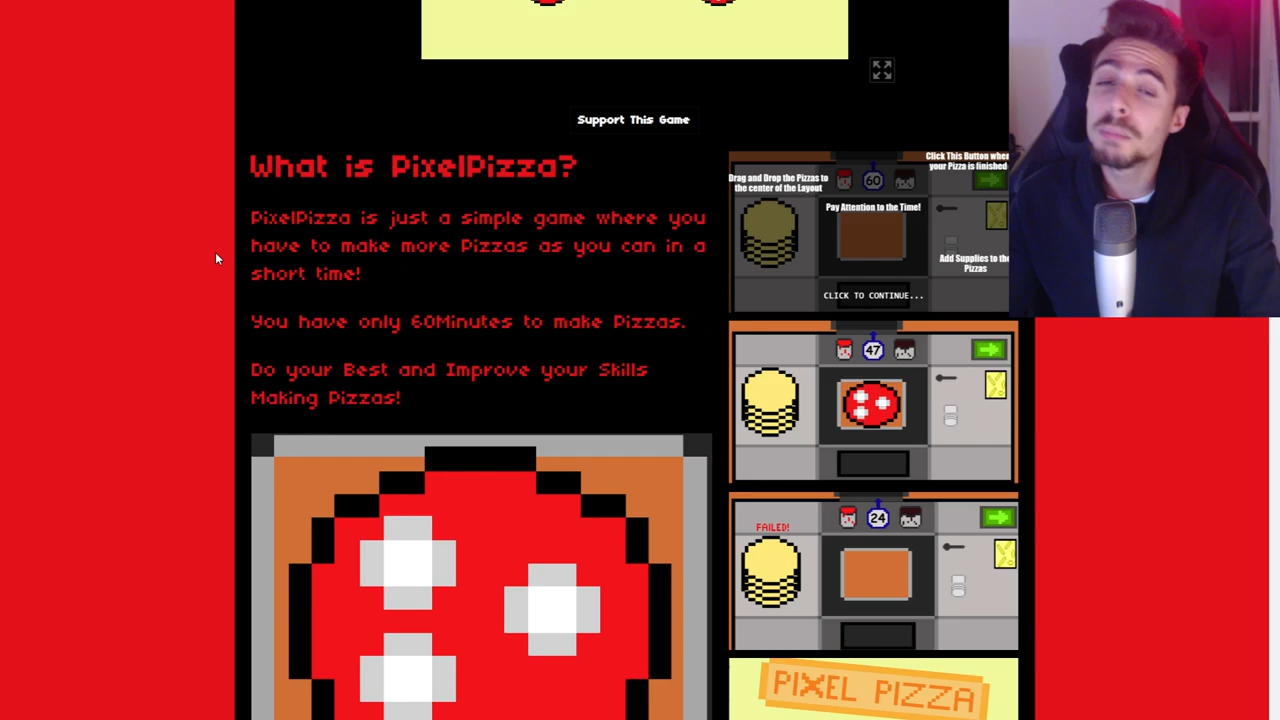 Support This Game
What is PixelPizza?
PixelPizza is just a simple game where you
have to make more Pizzas as you can in a
short time!
You have only 60Minutes to make Pizzas.
Do your Best and Improve your Skills
Making Pizzas!
Click This Button when
your Pizza is finished
Drag and Drop the Pizzas to
the center of the Layout
60
Pay Attention to the Time!
Add Supplies to the
Pizzas
CLICK TO CONTINUE...
47
FAILED!
24
PIXEL PIZZA